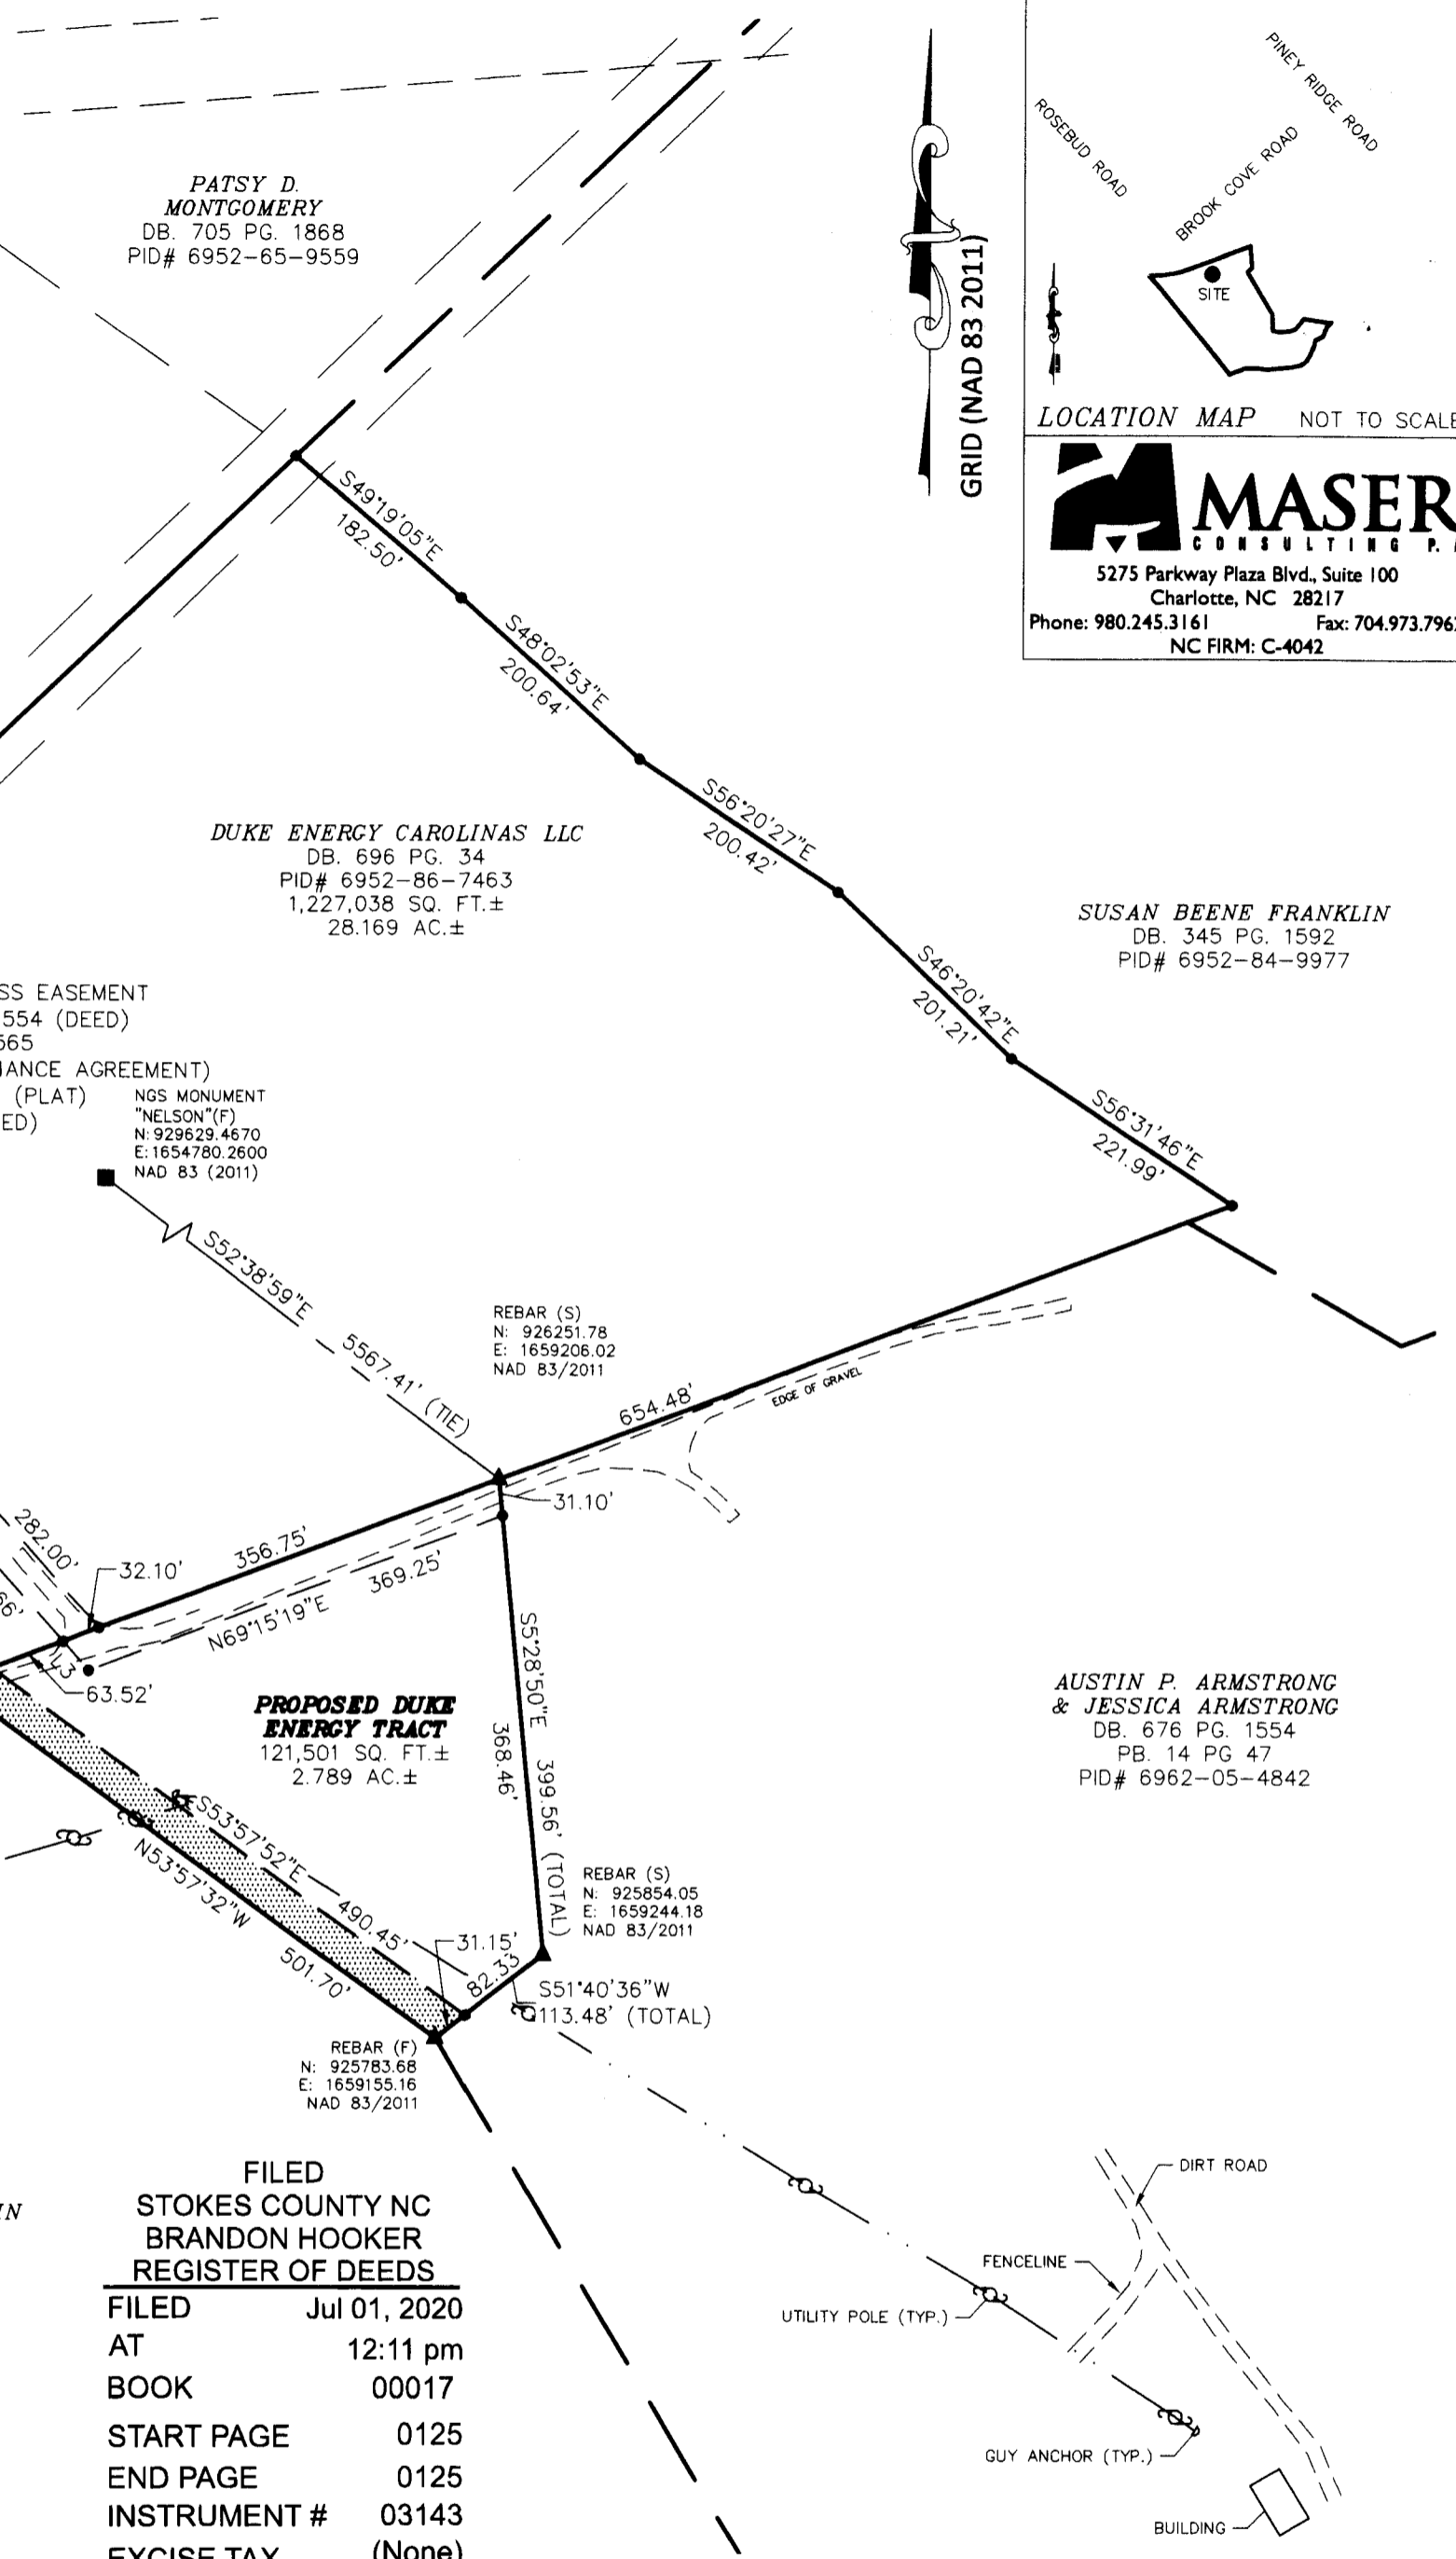 PATSY D.
MONTGOMERY
DB. 705 PG. 1868
PID# 6952-65-9559
GRID (NAD 83 2011)
PINEY RIDGE ROAD
ROSEBUD ROAD
BROOK COVE ROAD
SITE
LOCATION MAP NOT TO SCALE
MASER
CONSULTING P.
5275 Parkway Plaza Blvd., Suite 100
Charlotte, NC 28217
Phone: 980.245.3161 Fax: 704.973.796
NC FIRM: C-4042
S49°19'05"E
182.50'
S48°02'53"E
200.64'
S56°20'27"E
200.42'
S46°20'42"E
201.21'
S56°31'46"E
221.99'
DUKE ENERGY CAROLINAS LLC
DB. 696 PG. 34
PID# 6952-86-7463
1,227,038 SQ. FT.±
28.169 AC.±
SUSAN BEENE FRANKLIN
DB. 345 PG. 1592
PID# 6952-84-9977
SS EASEMENT
554 (DEED)
565
NANCE AGREEMENT)
(PLAT)
ED)
NGS MONUMENT
"NELSON"(F)
N: 929629.4670
E: 1654780.2600
NAD 83 (2011)
S52°38'59"E
5567.41' (TIE)
REBAR (S)
N: 926251.78
E: 1659206.02
NAD 83/2011
654.48'
EDGE OF GRAVEL
31.10'
282.00'
66'
32.10'
356.75'
369.25'
N69°15'19"E
L3
63.52'
PROPOSED DUKE
ENERGY TRACT
121,501 SQ. FT.±
2.789 AC.±
S5°28'50"E 399.56' (TOTAL)
368.46'
AUSTIN P. ARMSTRONG
& JESSICA ARMSTRONG
DB. 676 PG. 1554
PB. 14 PG 47
PID# 6962-05-4842
S53°57'52"E
490.45'
N53°57'32"W
501.70'
REBAR (S)
N: 925854.05
E: 1659244.18
NAD 83/2011
31.15'
82.33'
S51°40'36"W
113.48' (TOTAL)
REBAR (F)
N: 925783.68
E: 1659155.16
NAD 83/2011
IN
FILED
STOKES COUNTY NC
BRANDON HOOKER
REGISTER OF DEEDS
FILED Jul 01, 2020
AT 12:11 pm
BOOK 00017
START PAGE 0125
END PAGE 0125
INSTRUMENT # 03143
EXCISE TAX (None)
DIRT ROAD
FENCELINE
UTILITY POLE (TYP.)
GUY ANCHOR (TYP.)
BUILDING